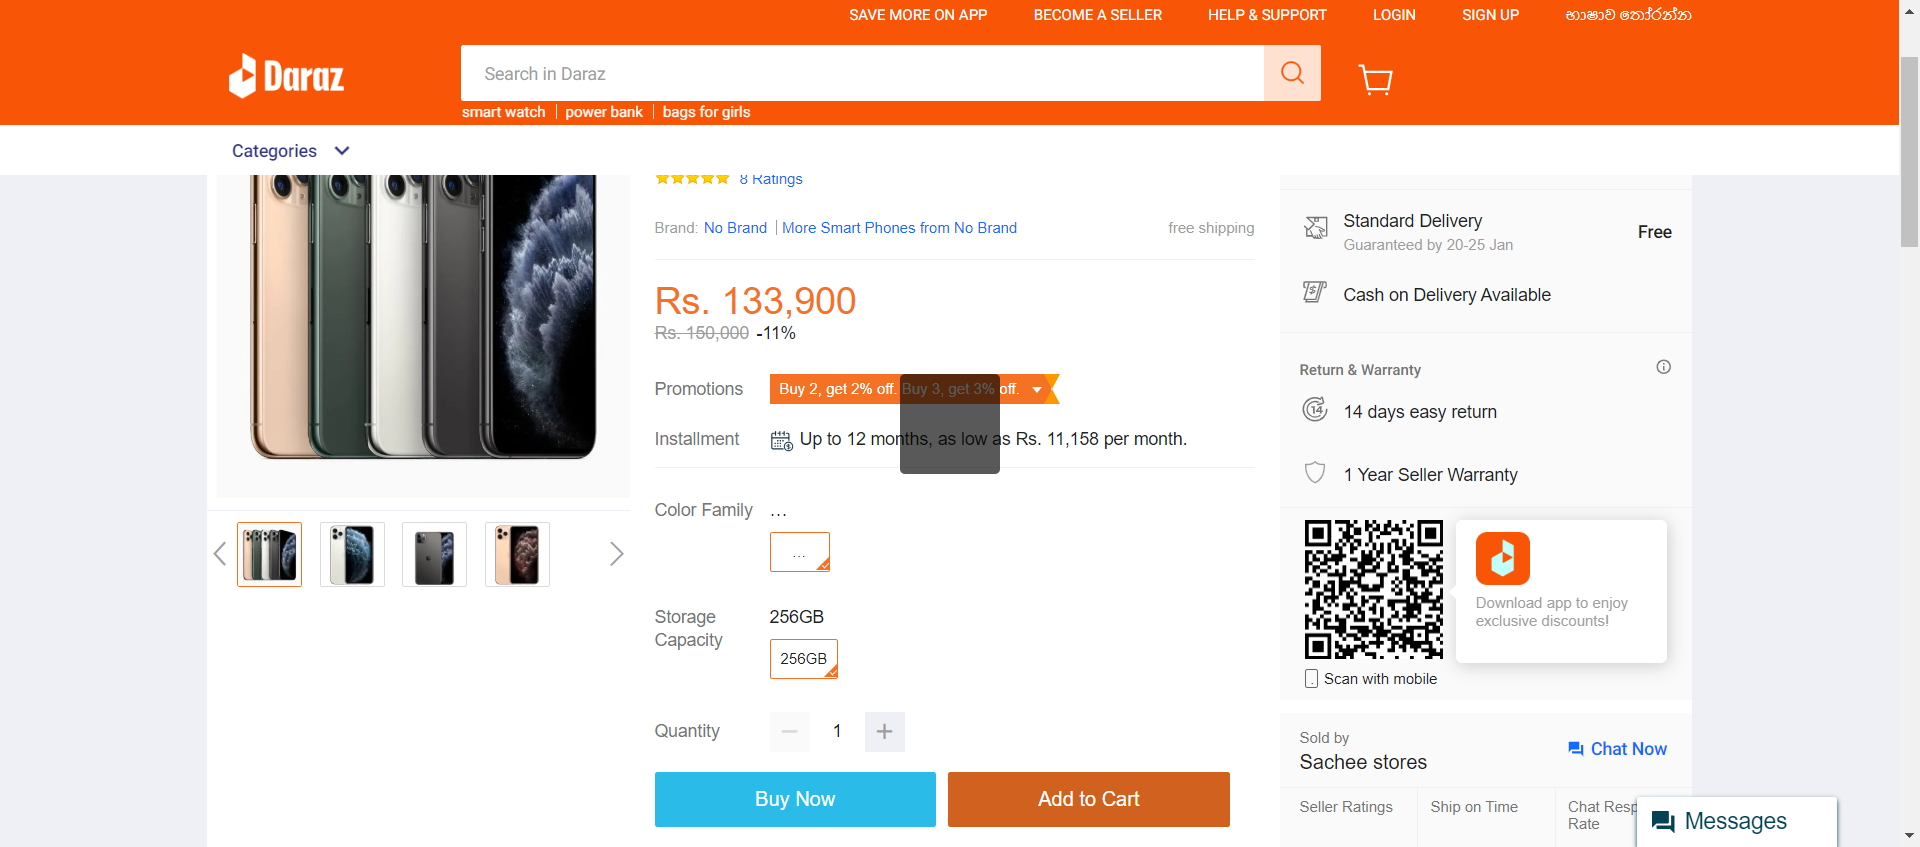 SAVE MORE ON APP BECOME A SELLER HELP & SUPPORT LOGIN SIGN UP භාෂාව තෝරන්න
Daraz
Search in Daraz
smart watch power bank bags for girls
Categories
8 Ratings
Brand: No Brand More Smart Phones from No Brand free shipping
Rs. 133,900
Rs. 150,000 -11%
Promotions Buy 2, get 2% off. Buy 3, get 3% off.
Installment Up to 12 months, as low as Rs. 11,158 per month.
Color Family ...
...
Storage Capacity 256GB
256GB
Quantity 1
Buy Now Add to Cart
Standard Delivery Free
Guaranteed by 20-25 Jan
Cash on Delivery Available
Return & Warranty
14 days easy return
1 Year Seller Warranty
Download app to enjoy
exclusive discounts!
Scan with mobile
Sold by
Sachee stores
Chat Now
Seller Ratings Ship on Time Chat Resp
Rate
Messages